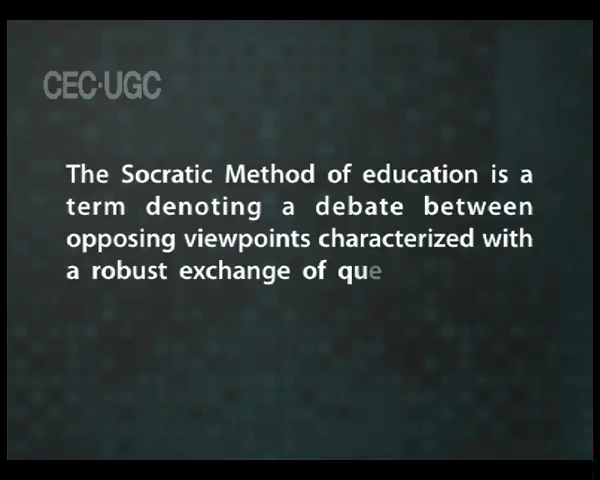 CEC-UGC
The Socratic Method of education is a
term denoting a debate between
opposing viewpoints characterized with
a robust exchange of que